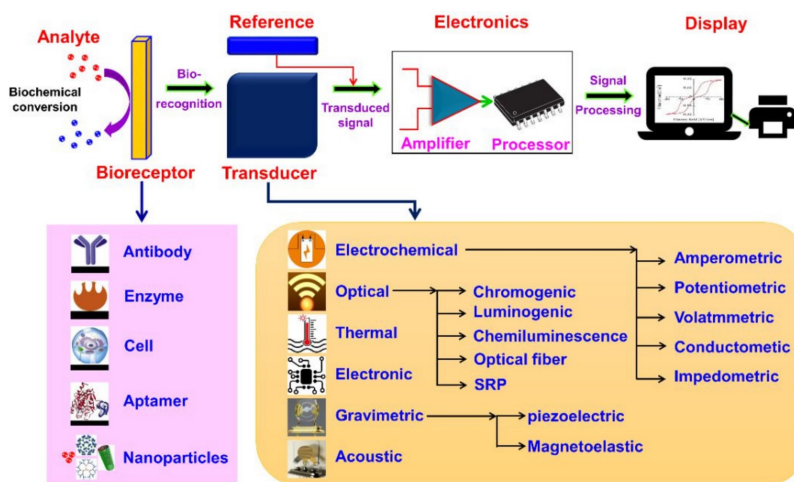 Analyte
Biochemical
conversion
Bioreceptor
Bio-
recognition
Reference
Transducer
Transduced
signal
Electronics
Amplifier
Processor
Signal
Processing
Display
Antibody
Enzyme
Cell
Aptamer
Nanoparticles
Electrochemical
Optical
Thermal
Electronic
Gravimetric
Acoustic
Chromogenic
Luminogenic
Chemiluminescence
Optical fiber
SRP
piezoelectric
Magnetoelastic
Amperometric
Potentiometric
Volatmmetric
Conductometic
Impedometric